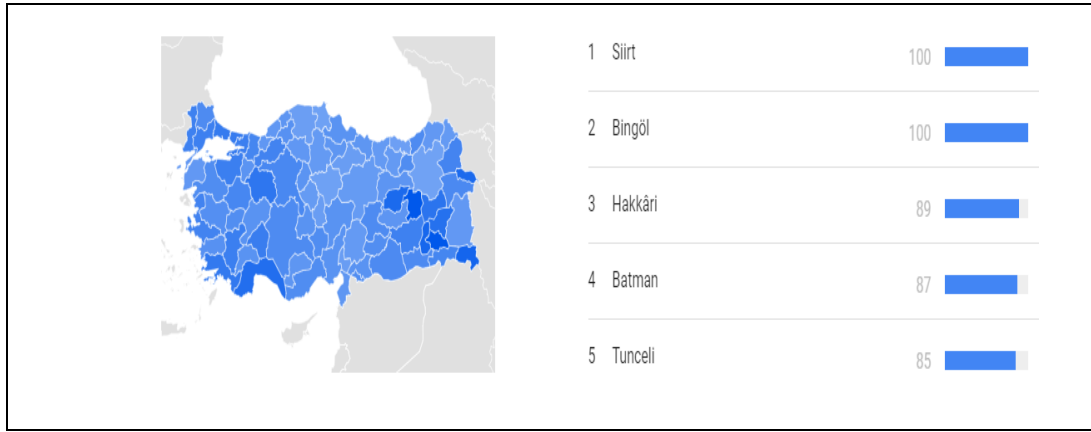 1 Siirt 100
2 Bingöl 100
3 Hakkâri 89
4 Batman 87
5 Tunceli 85